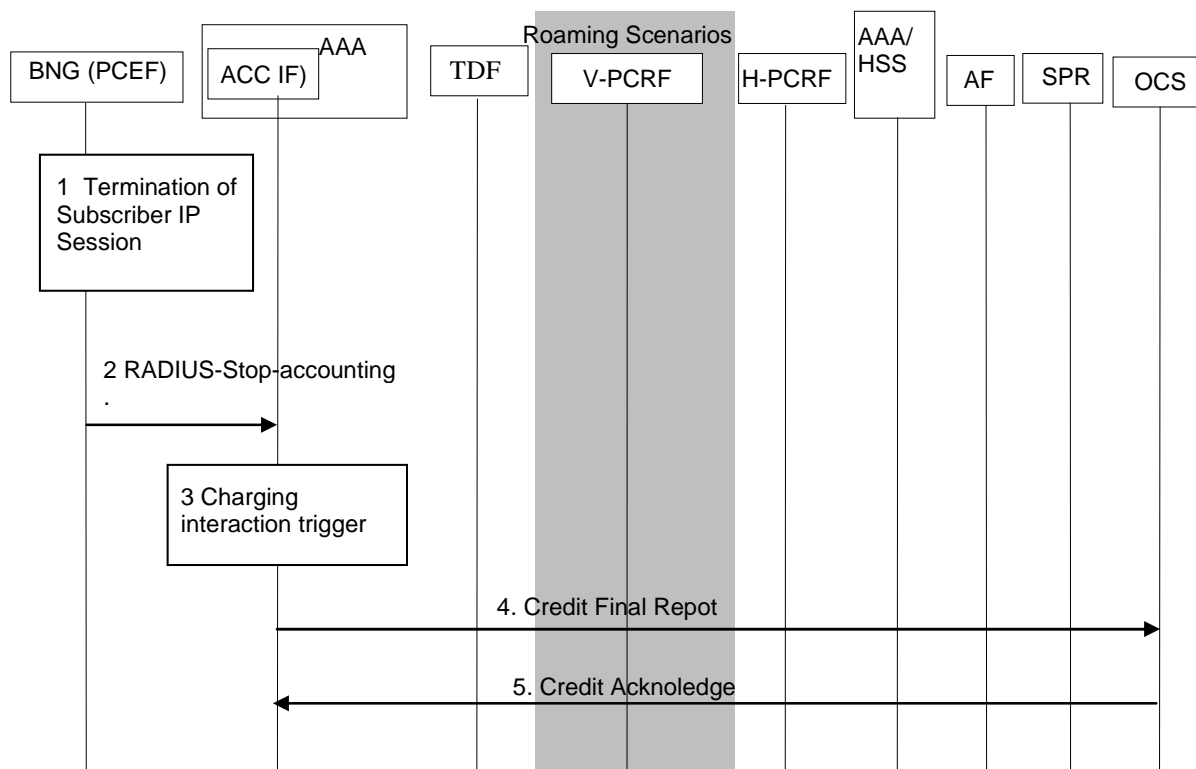 Roaming Scenarios
BNG (PCEF)
AAA
ACC IF)
TDF
V-PCRF
H-PCRF
AAA/
HSS
AF
SPR
OCS
1 Termination of
Subscriber IP
Session
2 RADIUS-Stop-accounting
.
3 Charging
interaction trigger
4. Credit Final Repot
5. Credit Acknoledge